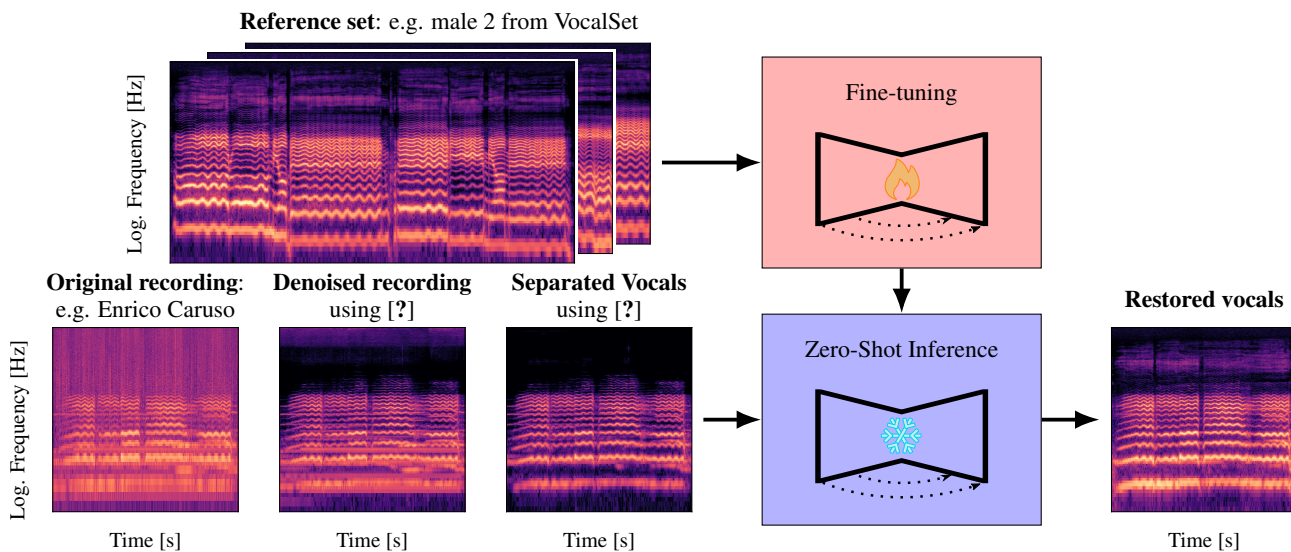 Reference set: e.g. male 2 from VocalSet
Log. Frequency [Hz]
Fine-tuning
Original recording:
e.g. Enrico Caruso
Denoised recording
using [?]
Separated Vocals
using [?]
Zero-Shot Inference
Restored vocals
Log. Frequency [Hz]
Time [s]
Time [s]
Time [s]
Time [s]